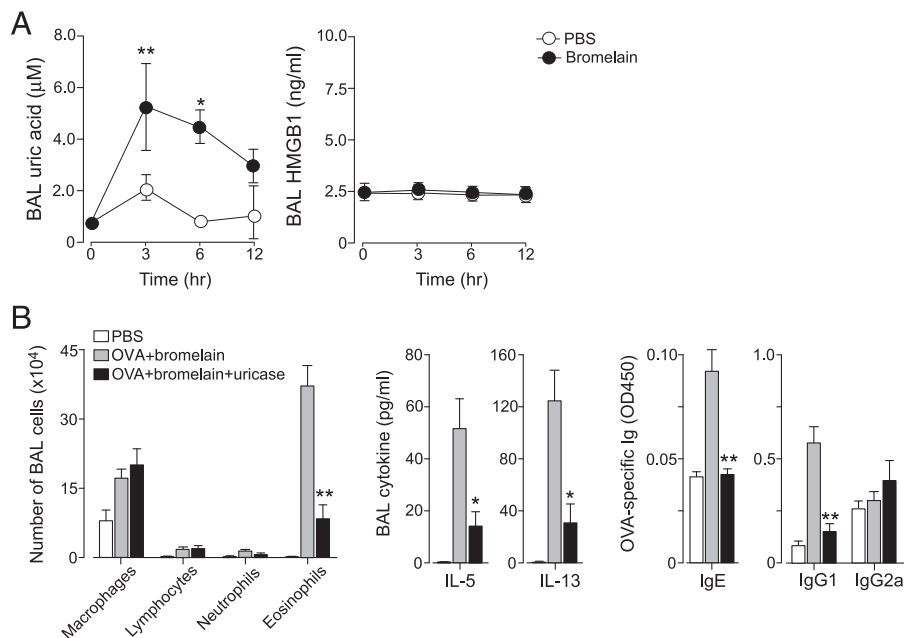 A
BAL uric acid (μM)
8.0
6.0
4.0
2.0
0.0
**
*
0 3 6 12
Time (hr)
BAL HMGB1 (ng/ml)
10.0
7.5
5.0
2.5
0.0
0 3 6 12
Time (hr)
PBS
Bromelain
B
PBS
OVA+bromelain
OVA+bromelain+uricase
Number of BAL cells (x10⁴)
45
30
15
0
**
Macrophages
Lymphocytes
Neutrophils
Eosinophils
BAL cytokine (pg/ml)
80
60
40
20
0
*
IL-5
160
120
80
40
0
*
IL-13
OVA-specific Ig (OD450)
0.10
0.05
0
**
IgE
1.0
0.5
0
**
IgG1 IgG2a